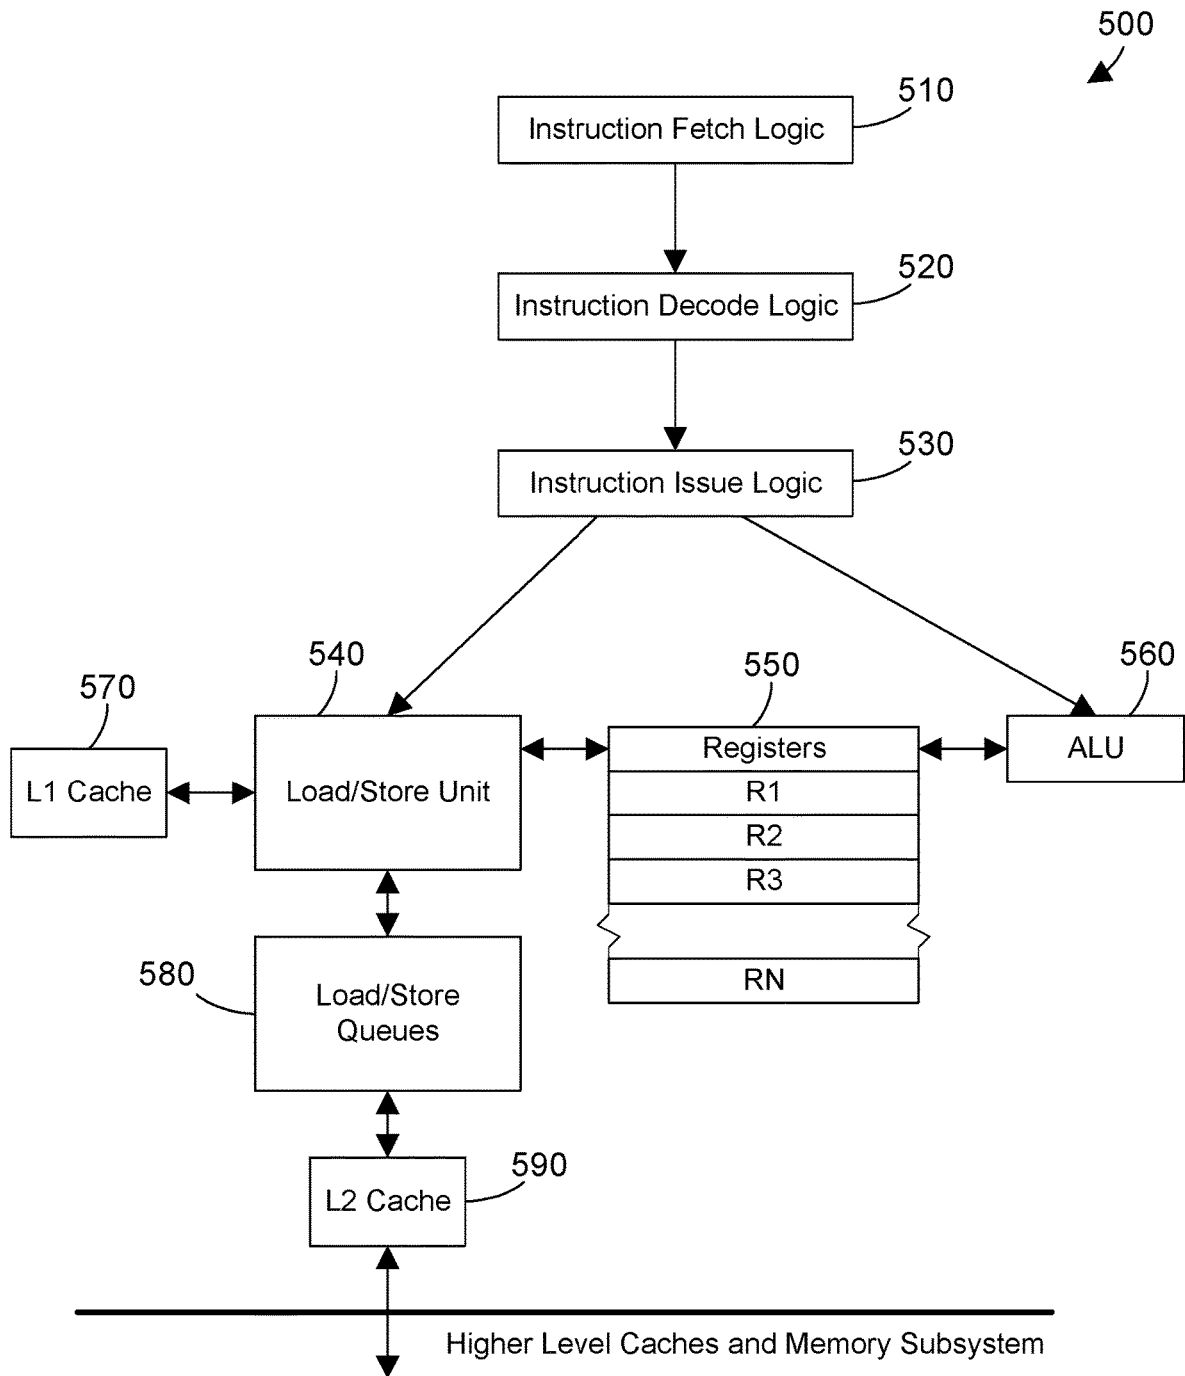 500
510
Instruction Fetch Logic
520
Instruction Decode Logic
530
Instruction Issue Logic
540
550
560
570
Registers
ALU
L1 Cache
Load/Store Unit
R1
R2
R3
580
Load/Store
Queues
RN
590
L2 Cache
Higher Level Caches and Memory Subsystem